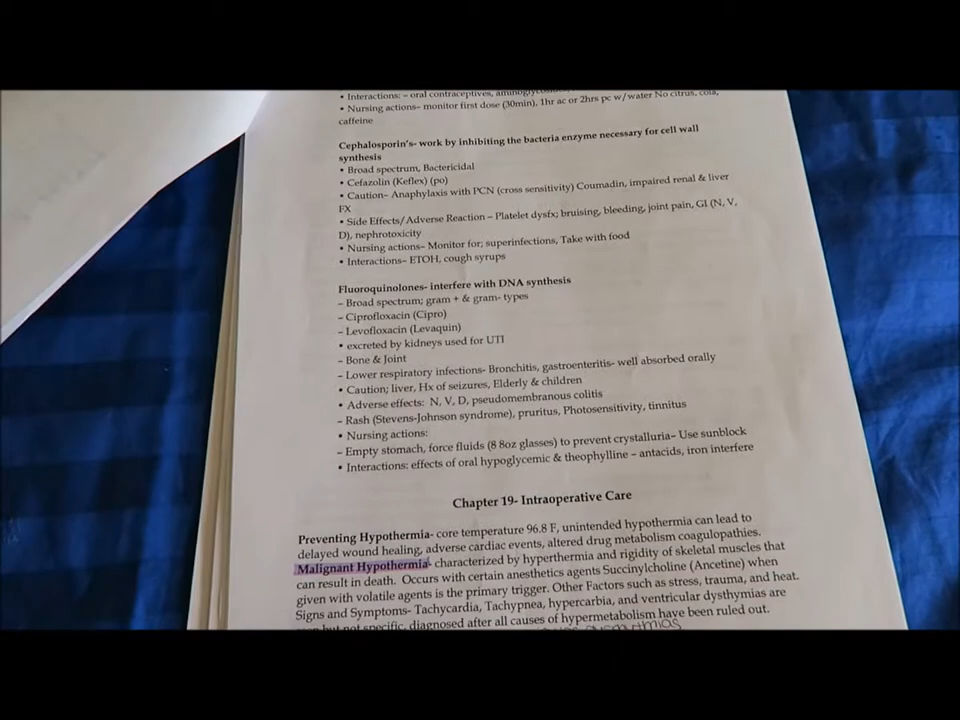 • Interactions: – oral contraceptives,
• Nursing actions– monitor first dose (30min), 1hr ac or 2hrs pc w/water No citrus, cola,
caffeine
Cephalosporin's- work by inhibiting the bacteria enzyme necessary for cell wall
synthesis
• Broad spectrum, Bactericidal
• Cefazolin (Keflex) (po)
• Caution– Anaphylaxis with PCN (cross sensitivity) Coumadin, impaired renal & liver
FX
• Side Effects/Adverse Reaction – Platelet dysfx; bruising, bleeding, joint pain, GI (N, V,
D), nephrotoxicity
• Nursing actions– Monitor for; superinfections, Take with food
• Interactions– ETOH, cough syrups
Fluoroquinolones- interfere with DNA synthesis
– Broad spectrum; gram + & gram- types
– Ciprofloxacin (Cipro)
– Levofloxacin (Levaquin)
• excreted by kidneys used for UTI
– Bone & Joint
– Lower respiratory infections- Bronchitis, gastroenteritis- well absorbed orally
• Caution; liver, Hx of seizures, Elderly & children
• Adverse effects: N, V, D, pseudomembranous colitis
– Rash (Stevens-Johnson syndrome), pruritus, Photosensitivity, tinnitus
• Nursing actions:
– Empty stomach, force fluids (8 8oz glasses) to prevent crystalluria– Use sunblock
• Interactions: effects of oral hypoglycemic & theophylline – antacids, iron interfere
Chapter 19- Intraoperative Care
Preventing Hypothermia- core temperature 96.8 F, unintended hypothermia can lead to
delayed wound healing, adverse cardiac events, altered drug metabolism coagulopathies.
Malignant Hypothermia- characterized by hyperthermia and rigidity of skeletal muscles that
can result in death. Occurs with certain anesthetics agents Succinylcholine (Ancetine) when
given with volatile agents is the primary trigger. Other Factors such as stress, trauma, and heat.
Signs and Symptoms- Tachycardia, Tachypnea, hypercarbia, and ventricular dysthymias are
but not specific, diagnosed after all causes of hypermetabolism have been ruled out.